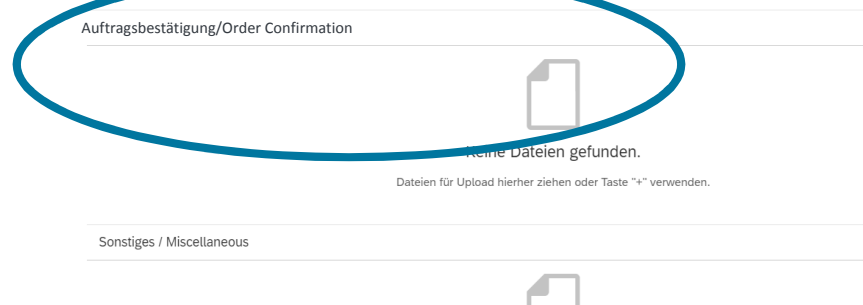 Auftragsbestätigung/Order Confirmation
Keine Dateien gefunden.
Dateien für Upload hierher ziehen oder Taste "+" verwenden.
Sonstiges / Miscellaneous